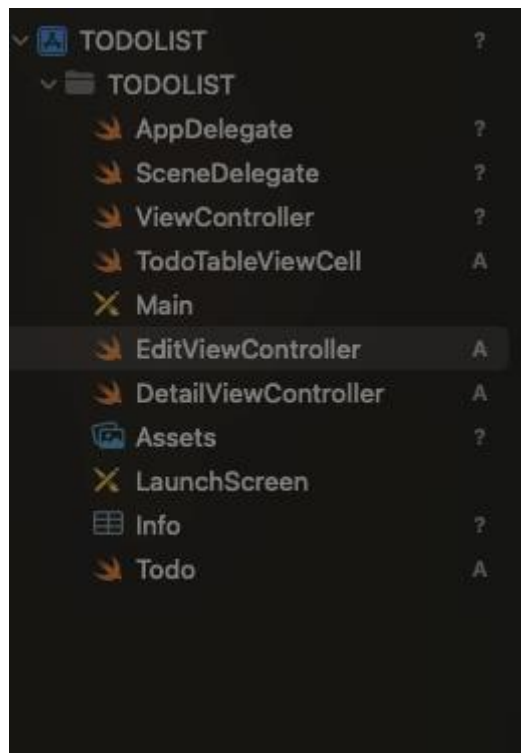 TODOLIST ?
TODOLIST
AppDelegate ?
SceneDelegate ?
ViewController ?
TodoTableViewCell A
Main
EditViewController A
DetailViewController A
Assets ?
LaunchScreen
Info ?
Todo A